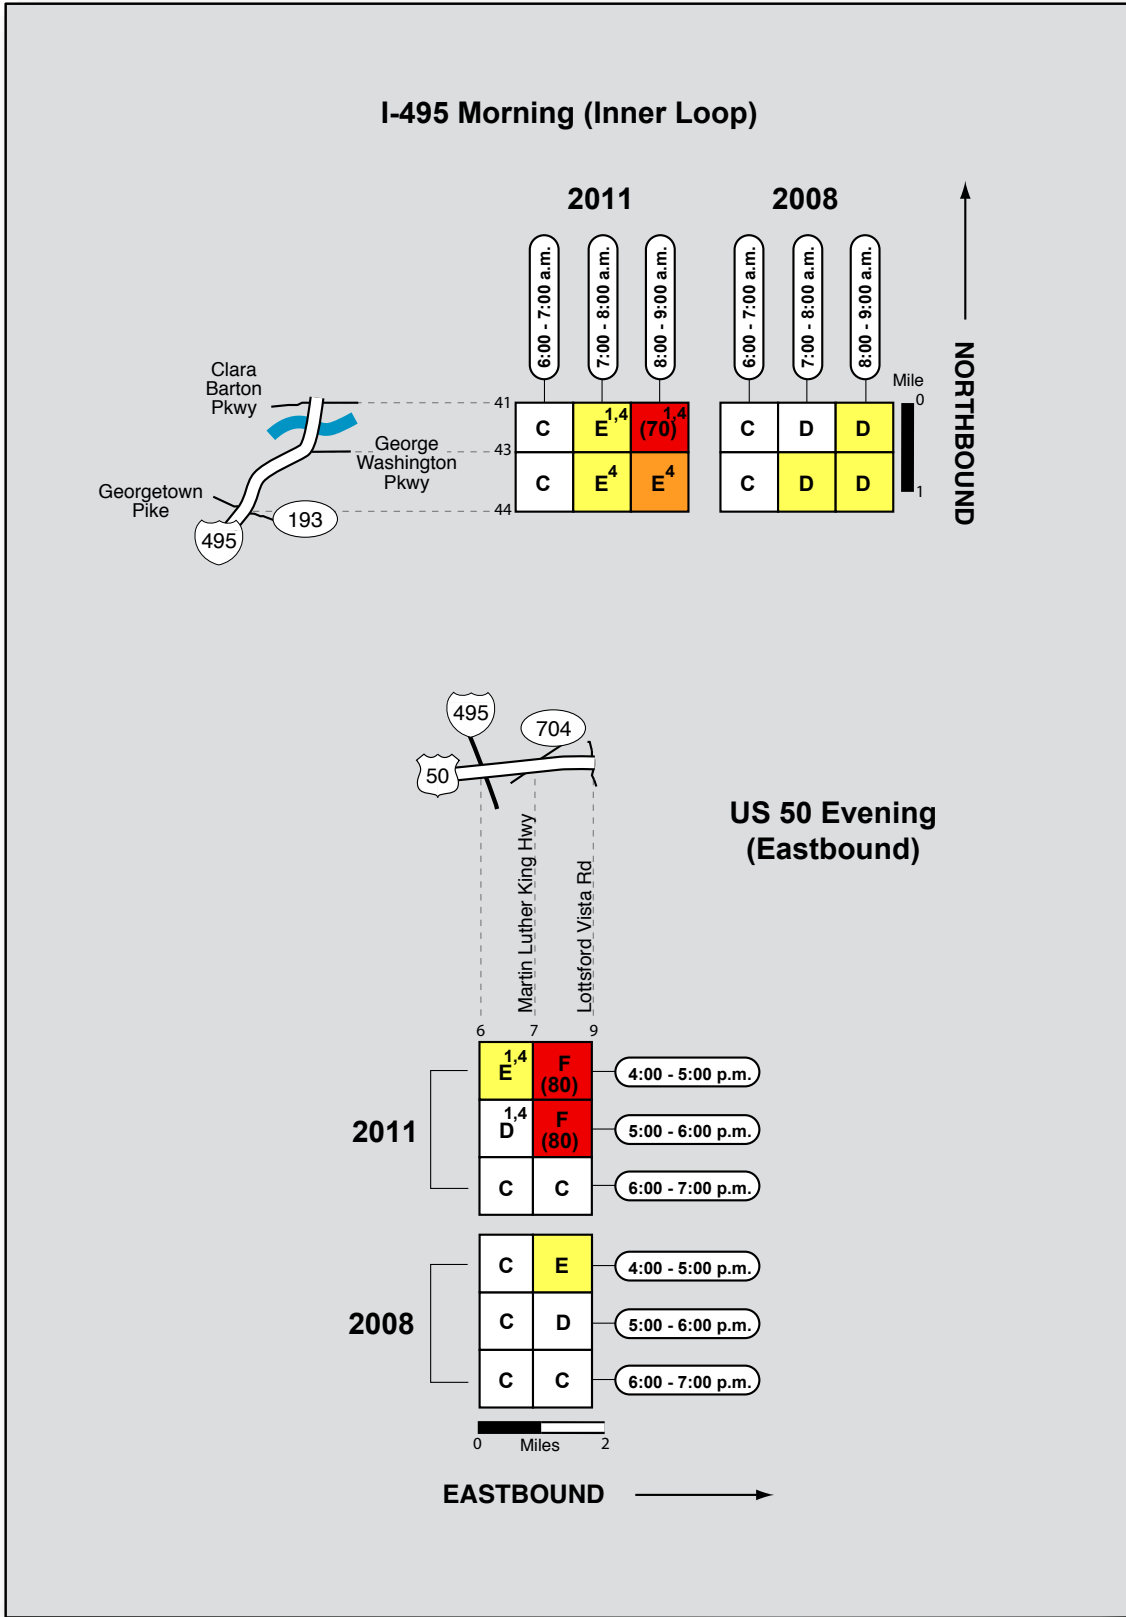 I-495 Morning (Inner Loop)
2011 2008
6:00 - 7:00 a.m.
7:00 - 8:00 a.m.
8:00 - 9:00 a.m.
6:00 - 7:00 a.m.
7:00 - 8:00 a.m.
8:00 - 9:00 a.m.
NORTHBOUND
Mile
0
1
Clara
Barton
Pkwy
George
Washington
Pkwy
Georgetown
Pike
193
495
41
43
44
C E1,4 (70)1,4 C D D
C E4 E4 C D D
495
704
50
US 50 Evening
(Eastbound)
Martin Luther King Hwy
Lottsford Vista Rd
6 7 9
2011
E1,4 F (80) 4:00 - 5:00 p.m.
D1,4 F (80) 5:00 - 6:00 p.m.
C C 6:00 - 7:00 p.m.
2008
C E 4:00 - 5:00 p.m.
C D 5:00 - 6:00 p.m.
C C 6:00 - 7:00 p.m.
0 Miles 2
EASTBOUND